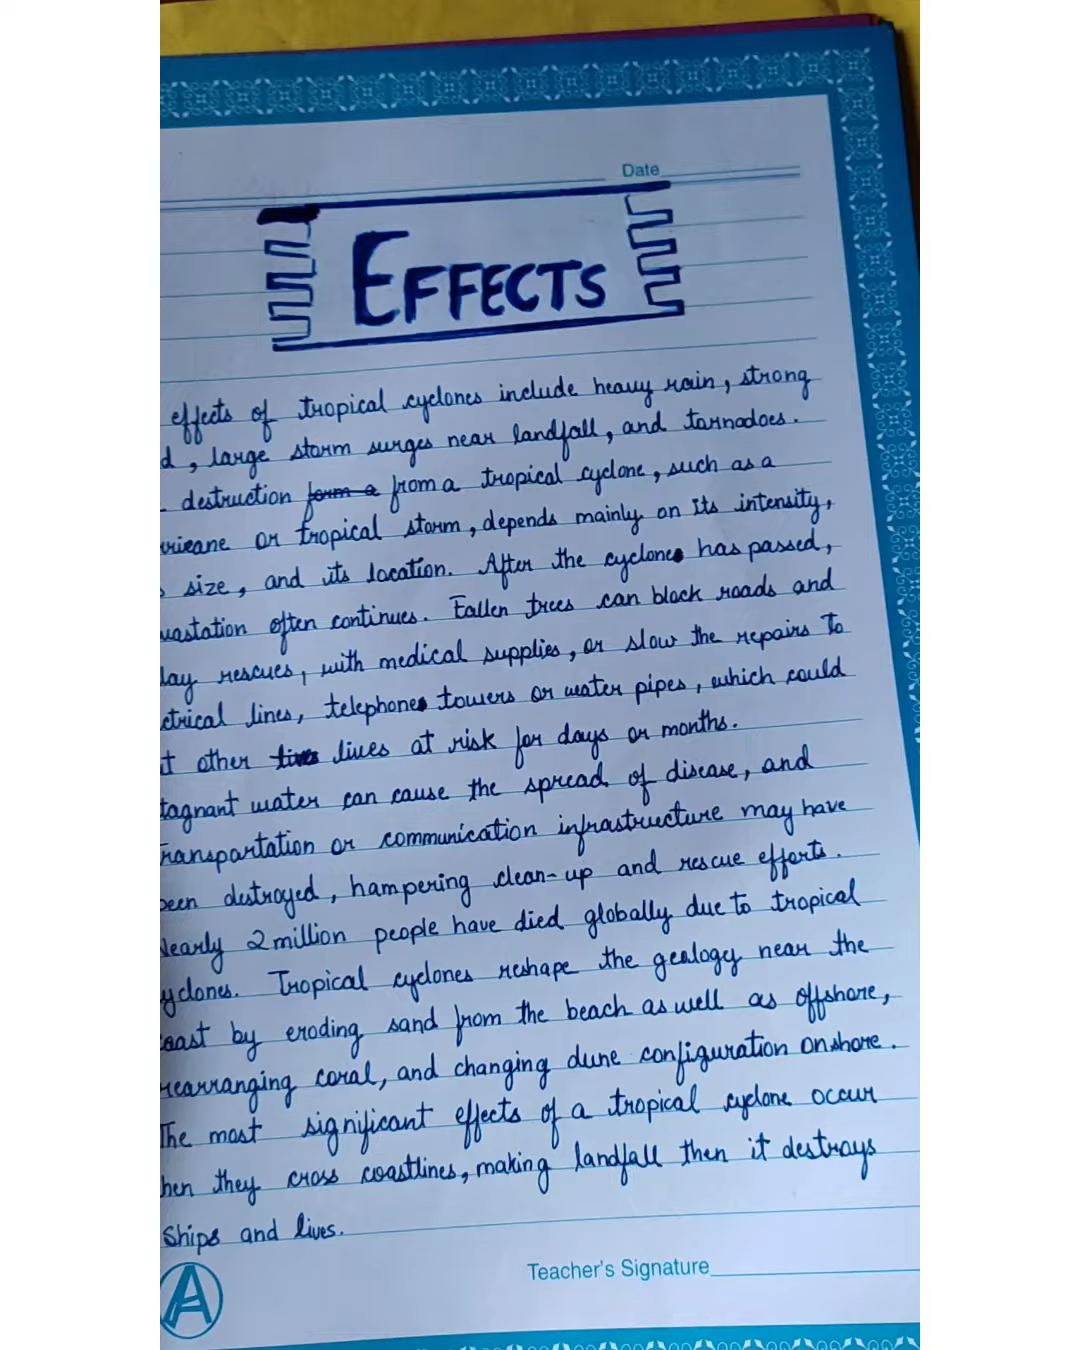 Date
EFFECTS
effects of tropical cyclones include heavy rain, strong
d, large storm surges near landfall, and tornadoes.
destruction form a from a tropical cyclone, such as a
rricane or tropical storm, depends mainly on its intensity,
size, and its location. After the cyclone has passed,
vastation often continues. Fallen trees can block roads and
lay rescues, with medical supplies, or slow the repairs to
ctrical lines, telephone towers or water pipes, which could
t other lives lives at risk for days or months.
tagnant water can cause the spread of disease, and
ransportation or communication infrastructure may have
been destroyed, hampering clean-up and rescue efforts.
Nearly 2 million people have died globally due to tropical
yclones. Tropical cyclones reshape the geology near the
coast by eroding sand from the beach as well as offshore,
rearranging coral, and changing dune configuration onshore.
The most significant effects of a tropical cyclone occur
hen they cross coastlines, making landfall then it destroys
Ships and lives.
Teacher's Signature